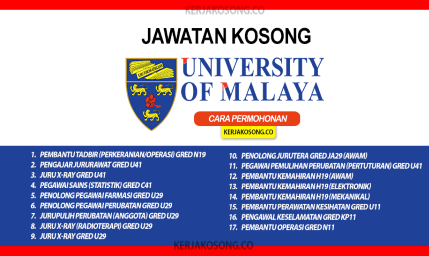 KERJAKOSONG.CO
JAWATAN KOSONG
UNIVERSITY
OF MALAYA
CARA PERMOHONAN
KERJAKOSONG.CO
1. PEMBANTU TADBIR (PERKERANIAN/OPERASI) GRED N19
2. PENGAJAR JURURAWAT GRED U41
3. JURU X-RAY GRED U41
4. PEGAWAI SAINS (STATISTIK) GRED C41
5. PENOLONG PEGAWAI FARMASI GRED U29
6. PENOLONG PEGAWAI PERUBATAN GRED U29
7. JURUPULIH PERUBATAN (ANGGOTA) GRED U29
8. JURU X-RAY (RADIOTERAPI) GRED U29
9. JURU X-RAY GRED U29
10. PENOLONG JURUTERA GRED JA29 (AWAM)
11. PEGAWAI PEMULIHAN PERUBATAN (PERTUTURAN) GRED U41
12. PEMBANTU KEMAHIRAN H19 (AWAM)
13. PEMBANTU KEMAHIRAN H19 (ELEKTRONIK)
14. PEMBANTU KEMAHIRAN H19 (MEKANIKAL)
15. PEMBANTU PERAWATAN KESIHATAN GRED U11
16. PENGAWAL KESELAMATAN GRED KP11
17. PEMBANTU OPERASI GRED N11
KERJAKOSONG.CO